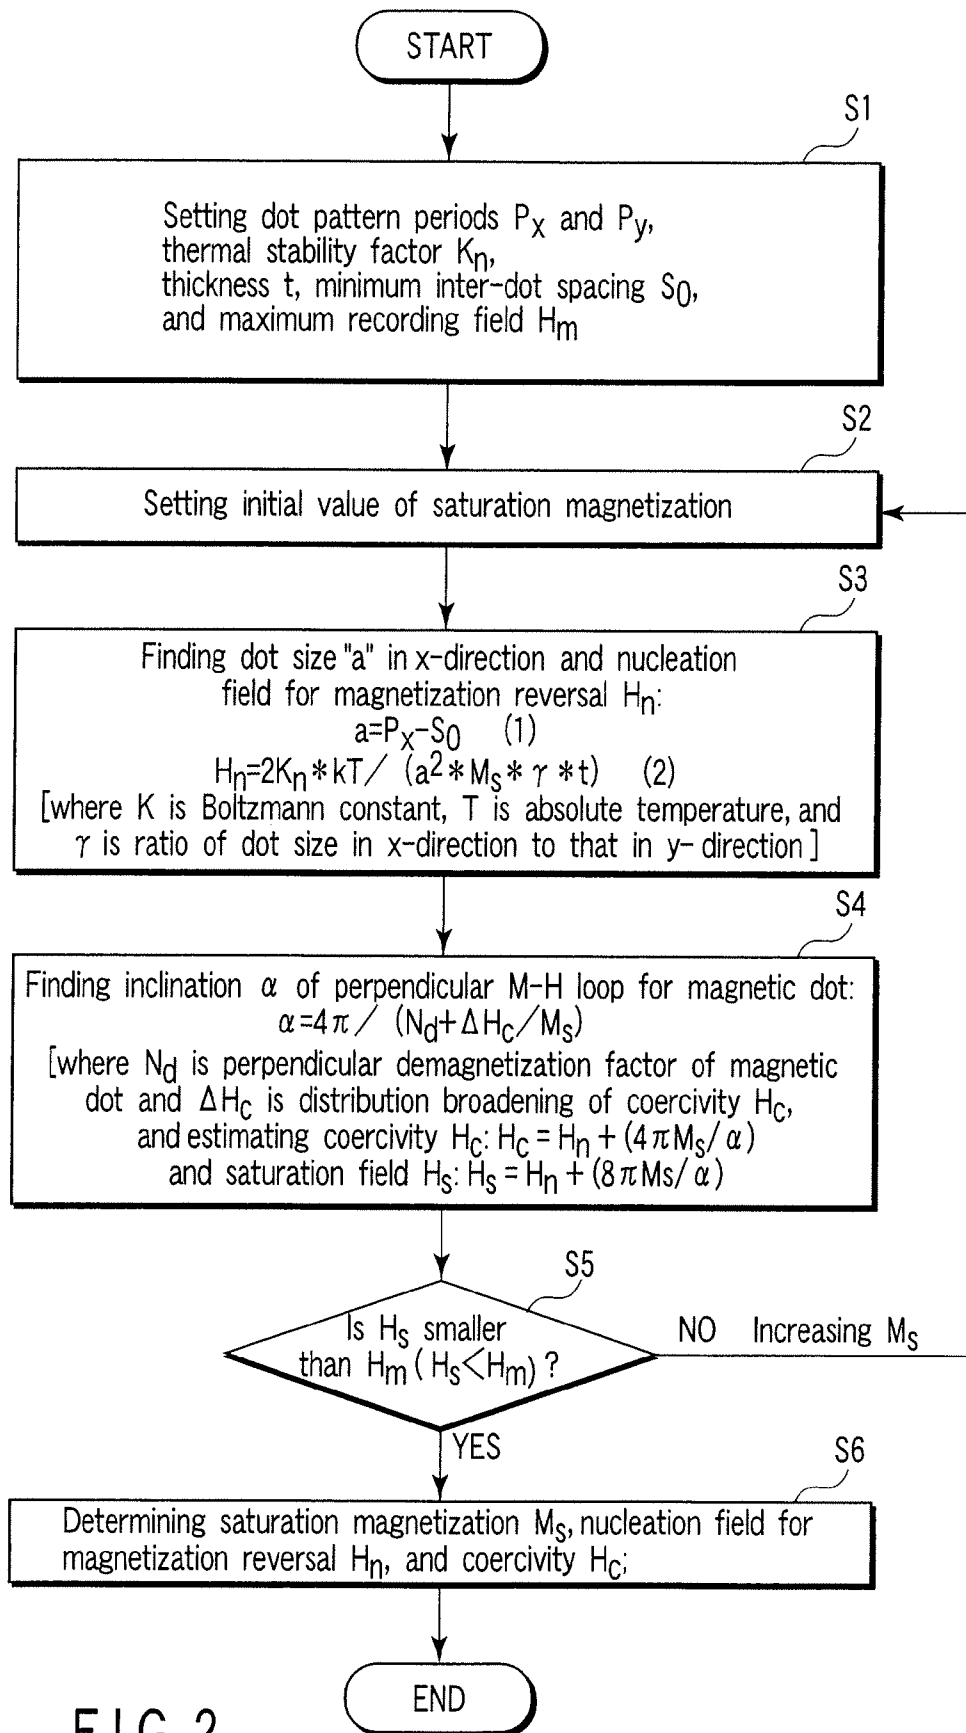 START
S1
Setting dot pattern periods Px and Py,
thermal stability factor Kn,
thickness t, minimum inter-dot spacing S0,
and maximum recording field Hm
S2
Setting initial value of saturation magnetization
S3
Finding dot size "a" in x-direction and nucleation
field for magnetization reversal Hn:
a=Px-S0 (1)
Hn=2Kn*kT/ (a²*Ms*γ*t) (2)
[where K is Boltzmann constant, T is absolute temperature, and
γ is ratio of dot size in x-direction to that in y-direction]
S4
Finding inclination α of perpendicular M-H loop for magnetic dot:
α=4π/ (Nd+ΔHc/Ms)
[where Nd is perpendicular demagnetization factor of magnetic
dot and ΔHc is distribution broadening of coercivity Hc,
and estimating coercivity Hc: Hc=Hn+(4πMs/α)
and saturation field Hs: Hs=Hn+(8πMs/α)
S5
Is Hs smaller
than Hm (Hs<Hm) ?
NO Increasing Ms
YES
S6
Determining saturation magnetization Ms, nucleation field for
magnetization reversal Hn, and coercivity Hc;
END
FIG. 2